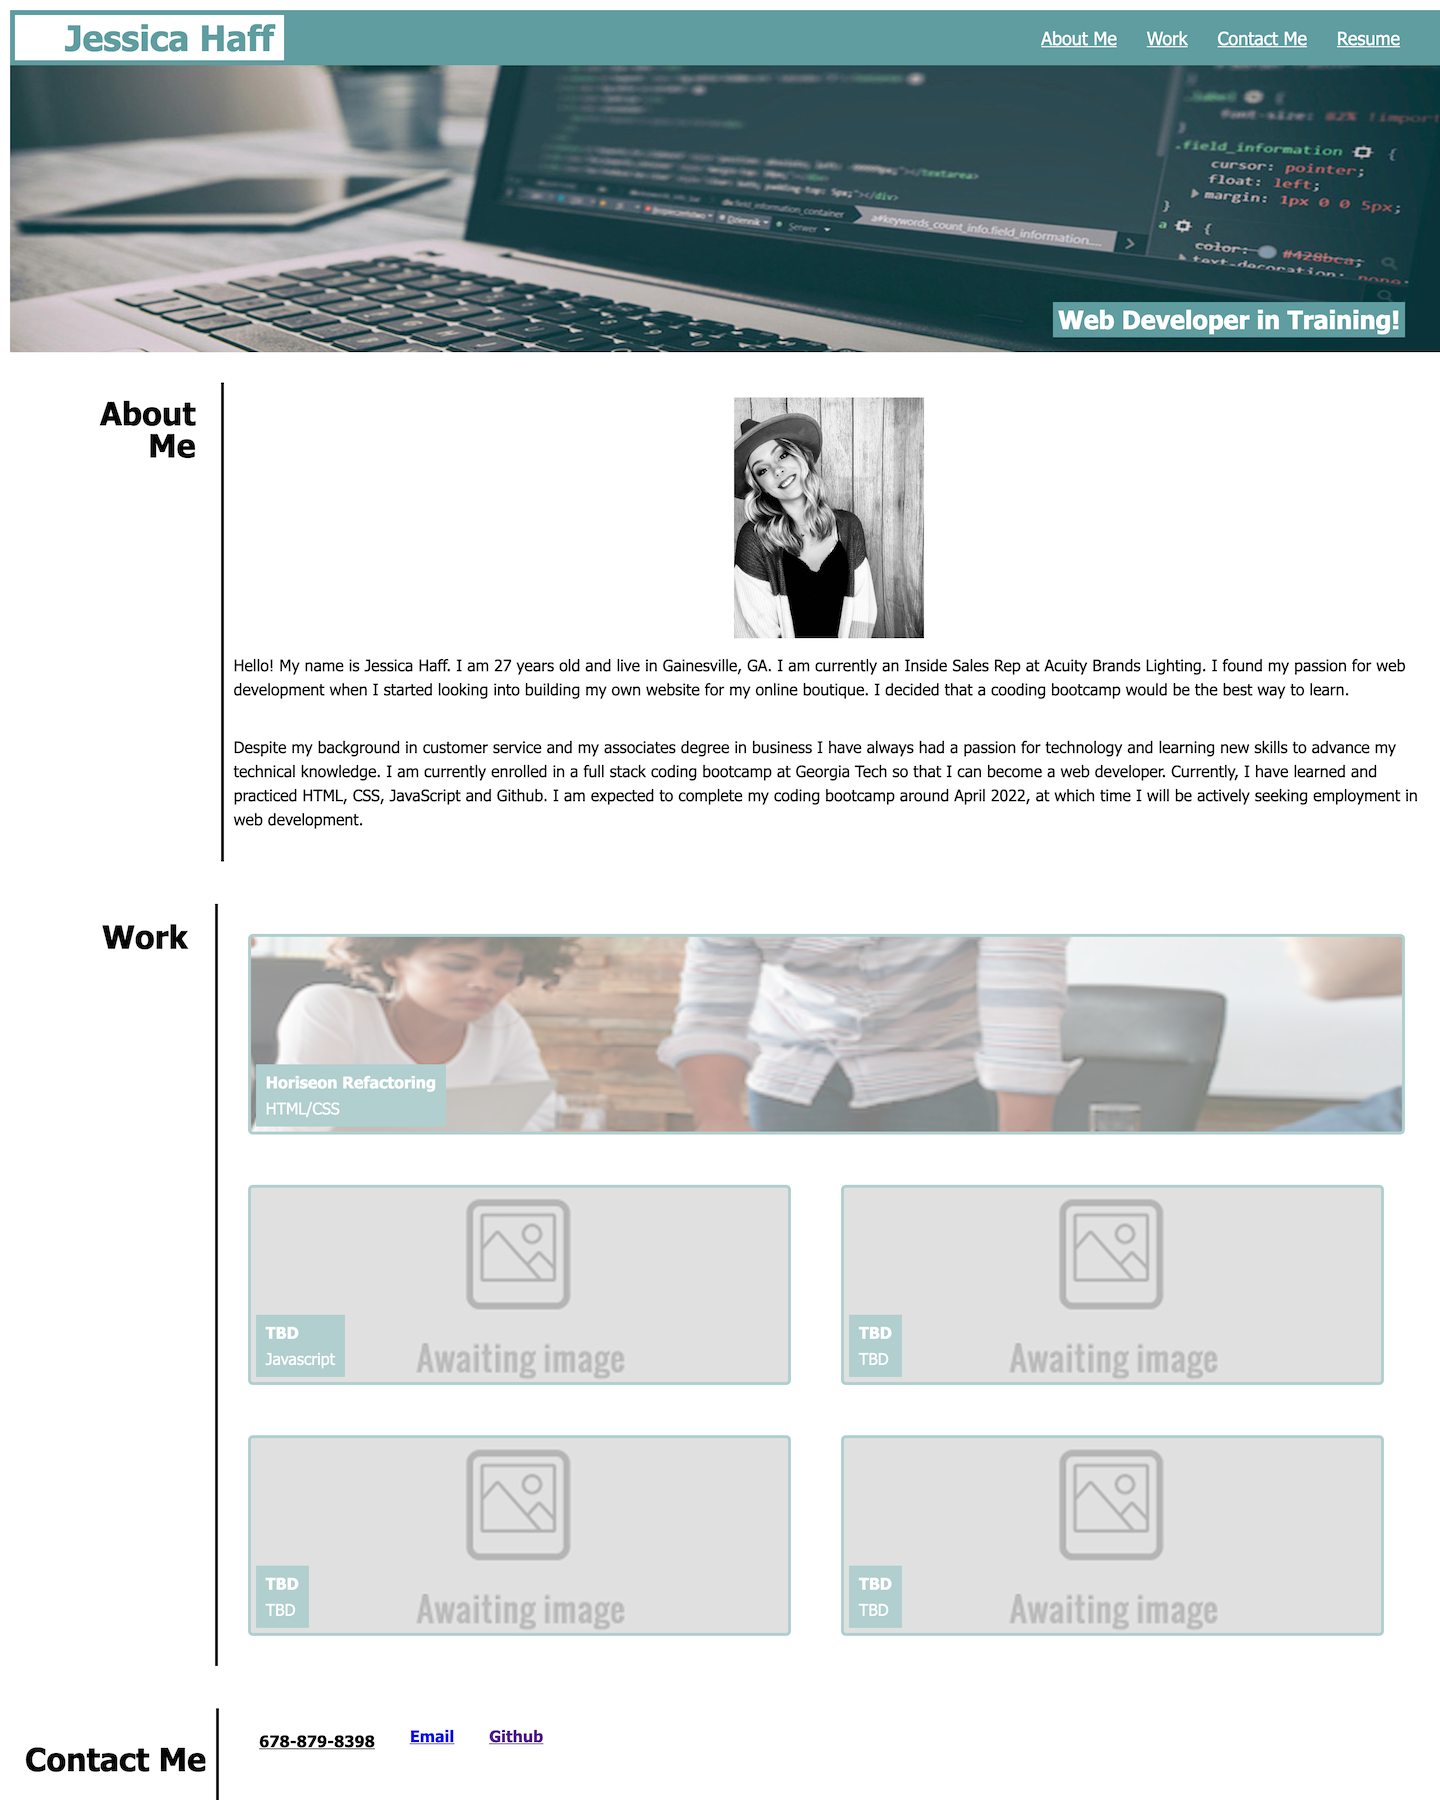 Jessica Haff
About Me
Work
Contact Me
Resume
font-size: 82% !import
}
.field_information {
cursor: pointer;
float: left;
margin: 1px 0 0 5px;
}
a {
color: #428bca;
text-decoration: none
a#keywords_count_info.field_information....
Web Developer in Training!
About
Me
Hello! My name is Jessica Haff. I am 27 years old and live in Gainesville, GA. I am currently an Inside Sales Rep at Acuity Brands Lighting. I found my passion for web
development when I started looking into building my own website for my online boutique. I decided that a cooding bootcamp would be the best way to learn.
Despite my background in customer service and my associates degree in business I have always had a passion for technology and learning new skills to advance my
technical knowledge. I am currently enrolled in a full stack coding bootcamp at Georgia Tech so that I can become a web developer. Currently, I have learned and
practiced HTML, CSS, JavaScript and Github. I am expected to complete my coding bootcamp around April 2022, at which time I will be actively seeking employment in
web development.
Work
Horiseon Refactoring
HTML/CSS
Awaiting image
TBD
Javascript
Awaiting image
TBD
TBD
Awaiting image
TBD
TBD
Awaiting image
TBD
TBD
Contact Me
678-879-8398
Email
Github